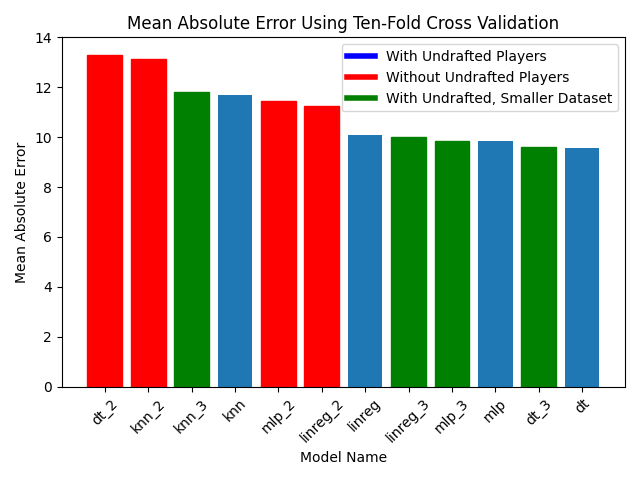 Mean Absolute Error Using Ten-Fold Cross Validation
With Undrafted Players
Without Undrafted Players
With Undrafted, Smaller Dataset
Mean Absolute Error
14
12
10
8
6
4
2
0
dt_2
knn_2
knn_3
knn
mlp_2
linreg_2
linreg
linreg_3
mlp_3
mlp
dt_3
dt
Model Name